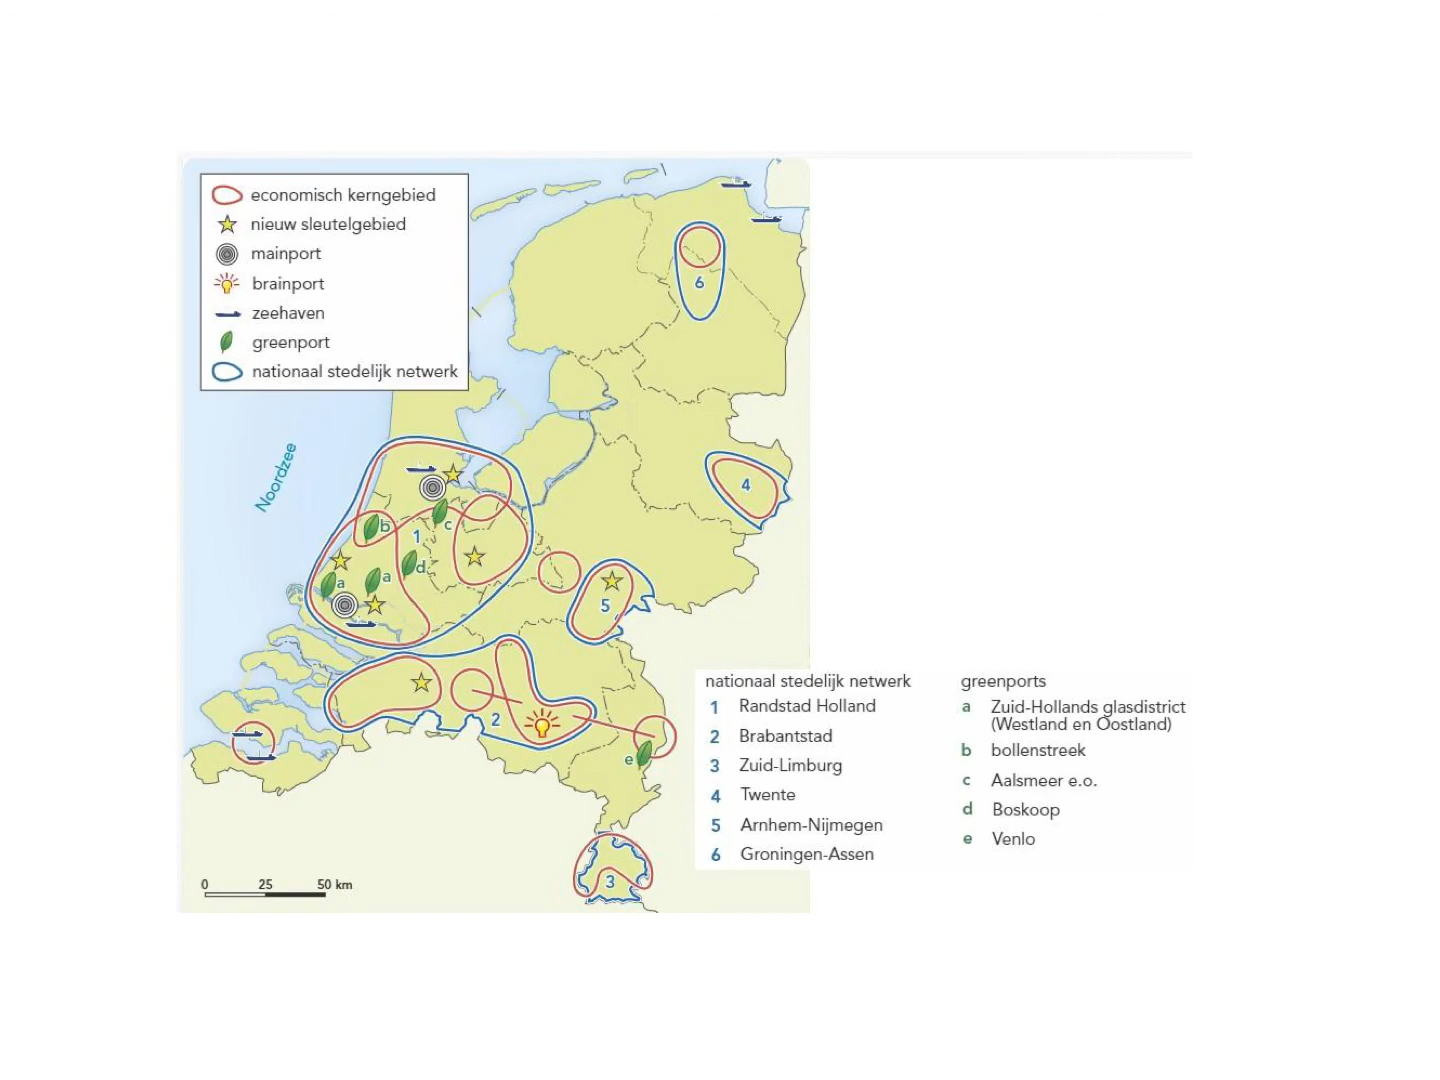 economisch kerngebied
nieuw sleutelgebied
mainport
brainport
zeehaven
greenport
nationaal stedelijk netwerk
Noordzee
6
4
b
c
1
d
a
a
5
2
e
3
0 25 50 km
nationaal stedelijk netwerk
1 Randstad Holland
2 Brabantstad
3 Zuid-Limburg
4 Twente
5 Arnhem-Nijmegen
6 Groningen-Assen
greenports
a Zuid-Hollands glasdistrict
(Westland en Oostland)
b bollenstreek
c Aalsmeer e.o.
d Boskoop
e Venlo